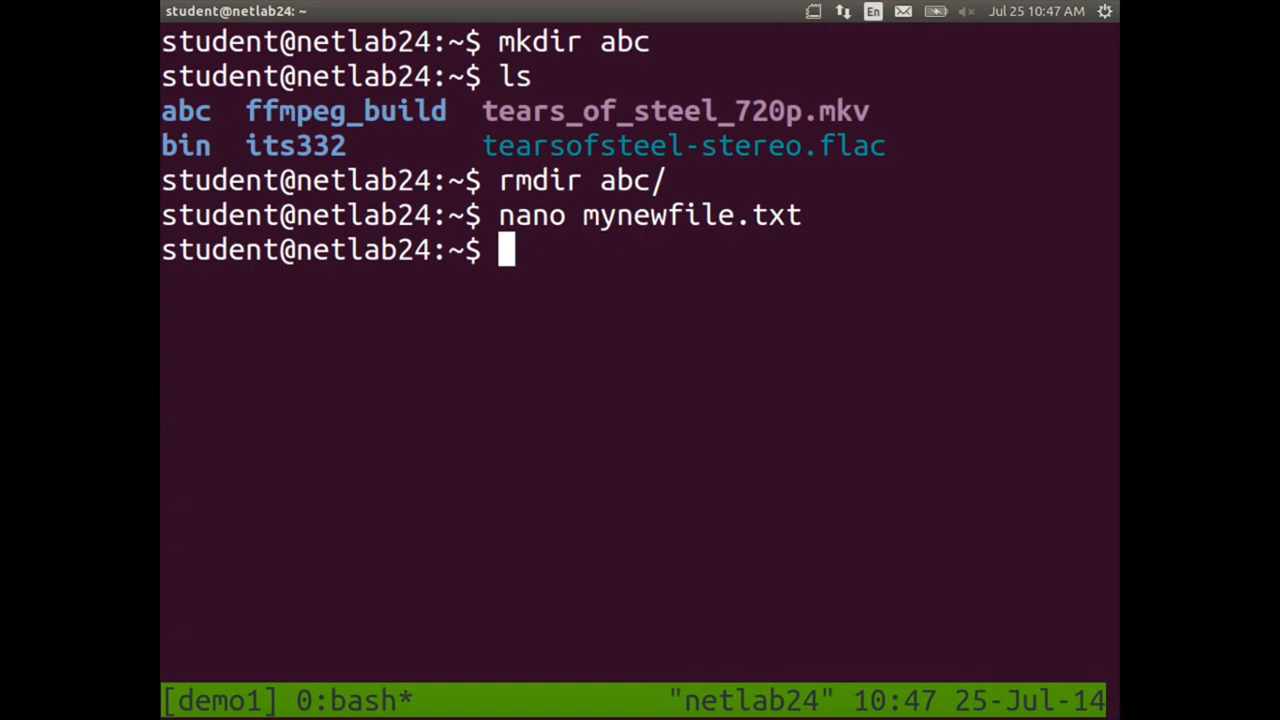 student@netlab24: ~ En Jul 25 10:47 AM
student@netlab24:~$ mkdir abc
student@netlab24:~$ ls
abc ffmpeg_build tears_of_steel_720p.mkv
bin its332 tearsofsteel-stereo.flac
student@netlab24:~$ rmdir abc/
student@netlab24:~$ nano mynewfile.txt
student@netlab24:~$
[demo1] 0:bash* "netlab24" 10:47 25-Jul-14